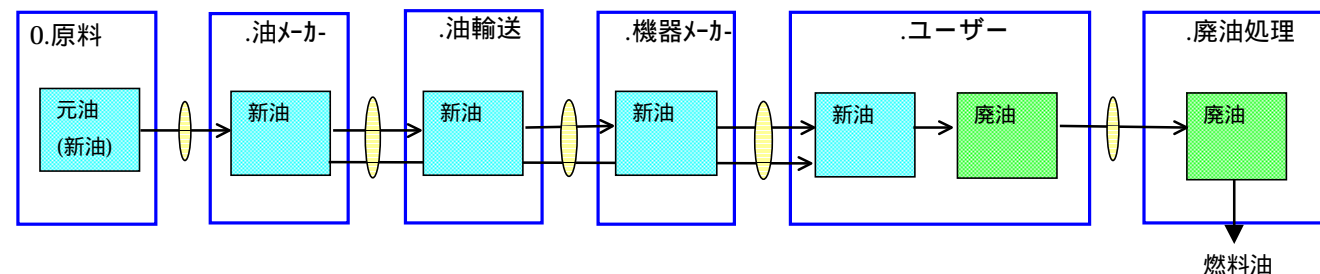 0.原料
.油ﾒｰｶ-
.油輸送
.機器ﾒｰｶ-
.ユーザー
.廃油処理
元油
(新油)
新油
新油
新油
新油
廃油
廃油
燃料油